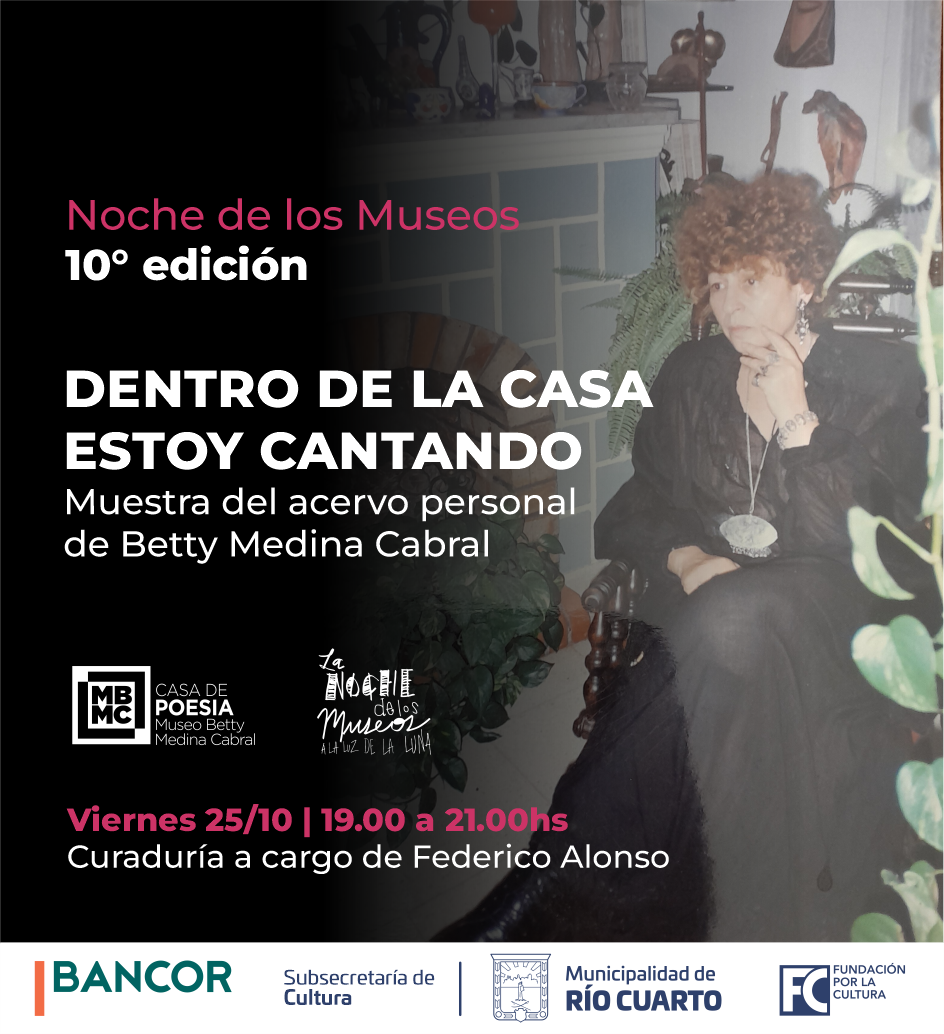 Noche de los Museos
10° edición
DENTRO DE LA CASA
ESTOY CANTANDO
Muestra del acervo personal
de Betty Medina Cabral
MB
MC
CASA DE
POESIA
Museo Betty
Medina Cabral
La
NOCHE
de los
Museos
A LA LUZ DE LA LUNA
Viernes 25/10 | 19.00 a 21.00hs
Curaduría a cargo de Federico Alonso
BANCOR
Subsecretaría de
Cultura
Municipalidad de
RÍO CUARTO
FC
FUNDACIÓN
POR LA
CULTURA